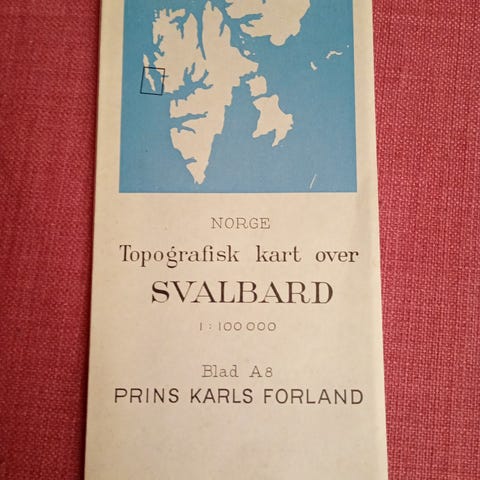 NORGE
Topografisk kart over
SVALBARD
1:100 000
Blad A8
PRINS KARLS FORLAND